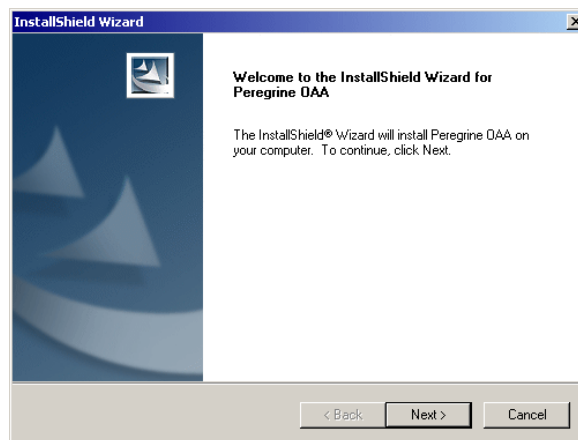 InstallShield Wizard
Welcome to the InstallShield Wizard for
Peregrine OAA
The InstallShield® Wizard will install Peregrine OAA on
your computer. To continue, click Next.
< Back
Next >
Cancel